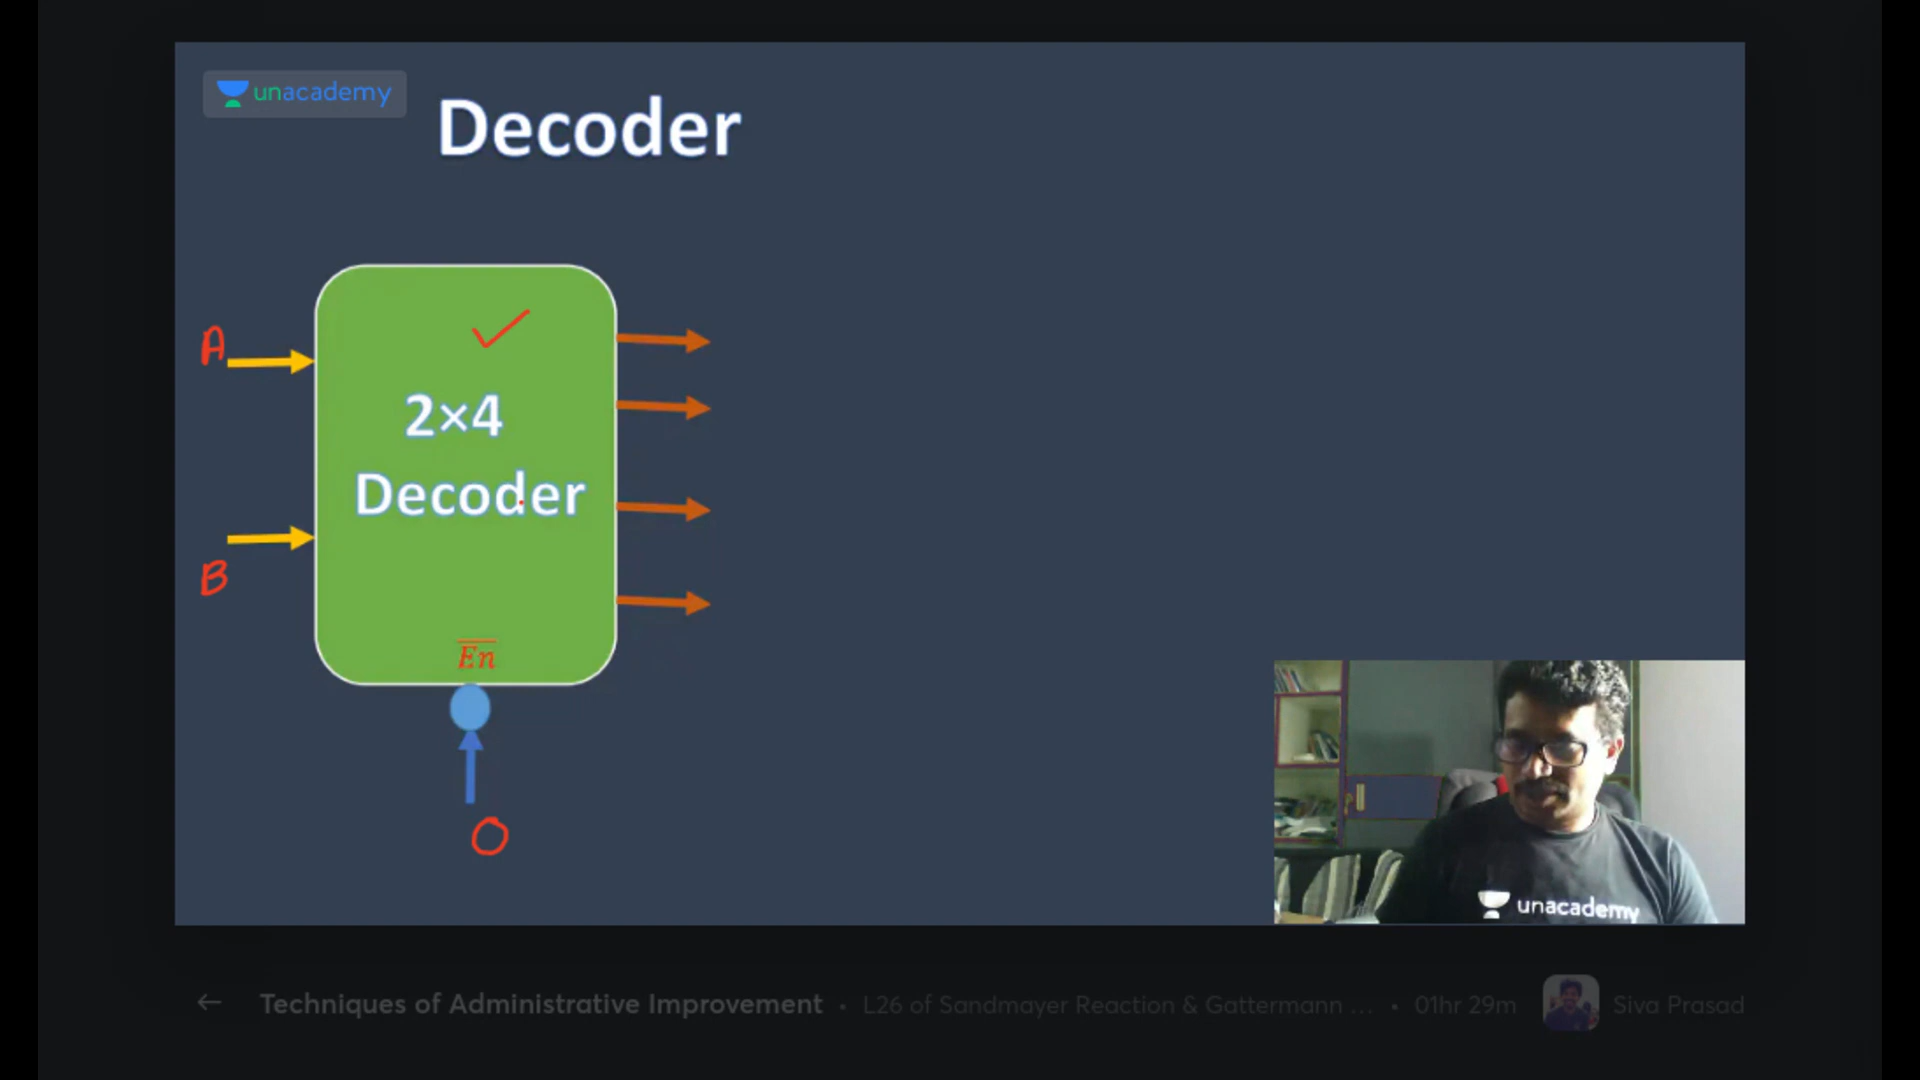 unacademy
Decoder
A
2×4
Decoder
B
En
O
unacademy
Techniques of Administrative Improvement • L26 of Sandmayer Reaction & Gattermann ... • 01hr 29m
Siva Prasad